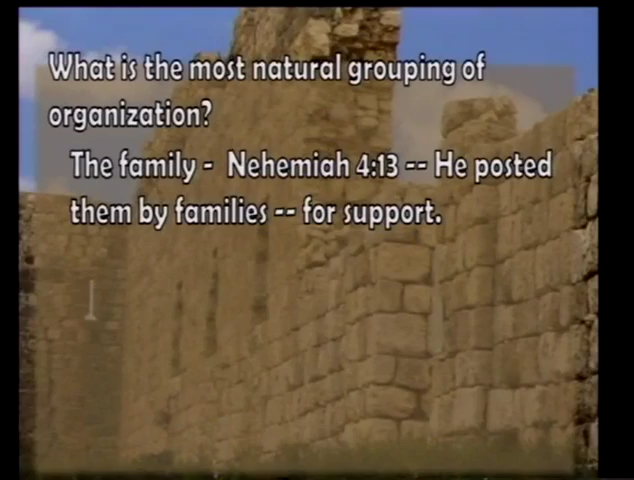 What is the most natural grouping of
organization?
The family - Nehemiah 4:13 -- He posted
them by families -- for support.